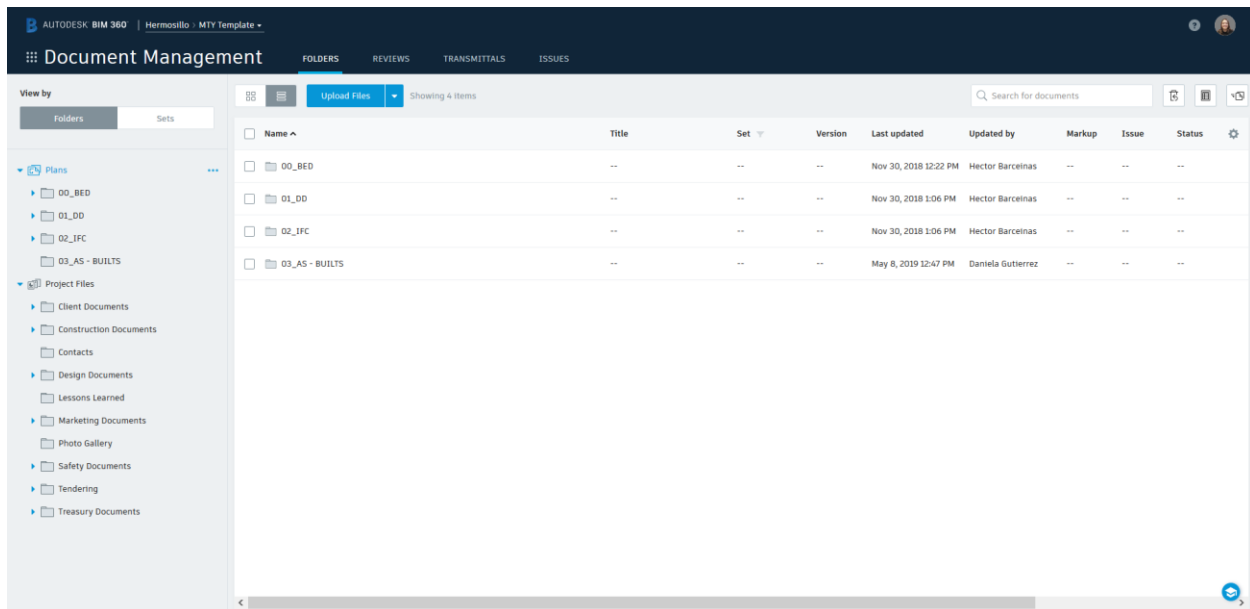 AUTODESK BIM 360 | Hermosillo > MTY Template
Document Management FOLDERS REVIEWS TRANSMITTALS ISSUES
View by
Folders Sets
Plans
00_BED
01_DD
02_IFC
03_AS - BUILTS
Project Files
Client Documents
Construction Documents
Contacts
Design Documents
Lessons Learned
Marketing Documents
Photo Gallery
Safety Documents
Tendering
Treasury Documents
Upload Files Showing 4 items Search for documents
Name Title Set Version Last updated Updated by Markup Issue Status
00_BED -- -- -- Nov 30, 2018 12:22 PM Hector Barceinas -- -- --
01_DD -- -- -- Nov 30, 2018 1:06 PM Hector Barceinas -- -- --
02_IFC -- -- -- Nov 30, 2018 1:06 PM Hector Barceinas -- -- --
03_AS - BUILTS -- -- -- May 8, 2019 12:47 PM Daniela Gutierrez -- -- --